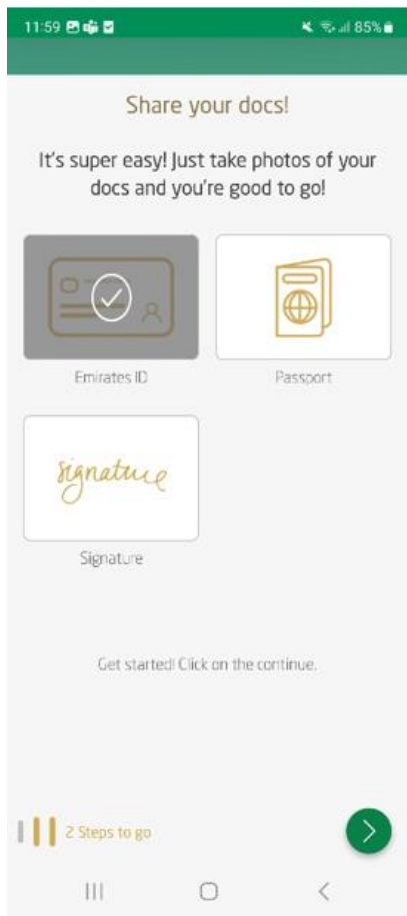 11:59 85%
Share your docs!
It's super easy! Just take photos of your
docs and you're good to go!
Emirates ID Passport
signature
Signature
Get started! Click on the continue.
2 Steps to go